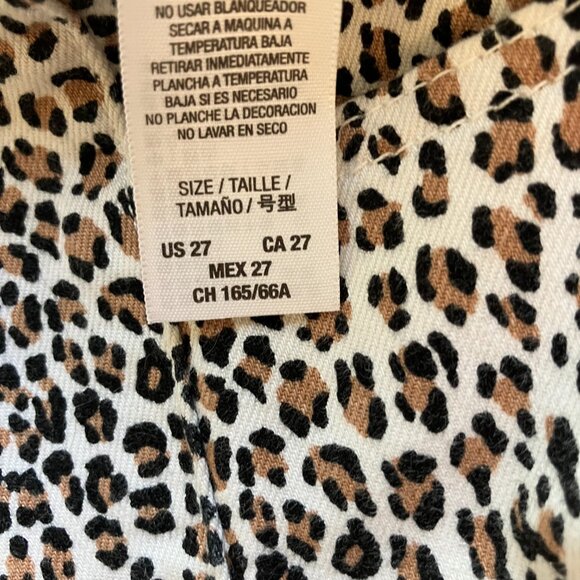 NO USAR BLANQUEADOR
SECAR A MAQUINA A
TEMPERATURA BAJA
RETIRAR INMEDIATAMENTE
PLANCHA A TEMPERATURA
BAJA SI ES NECESARIO
NO PLANCHE LA DECORACION
NO LAVAR EN SECO
SIZE / TAILLE /
TAMAÑO / 号型
US 27 CA 27
MEX 27
CH 165/66A